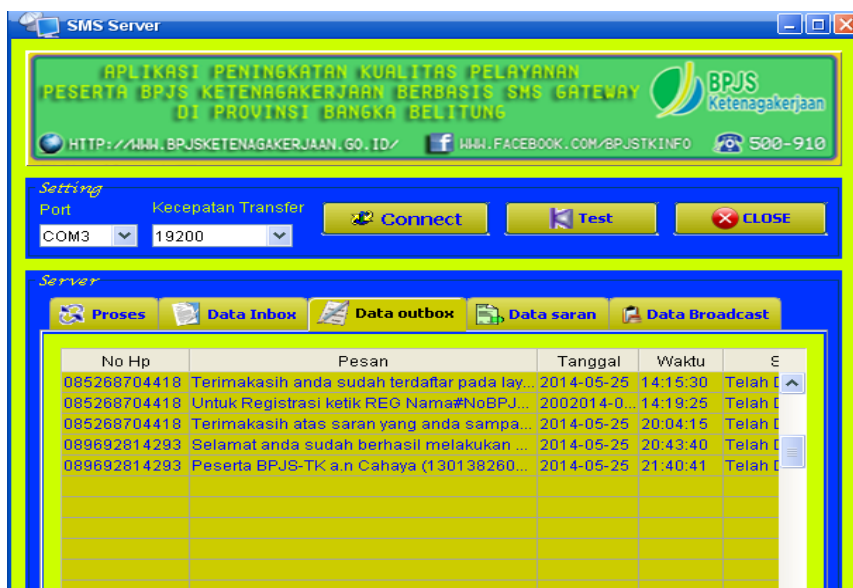 SMS Server
APLIKASI PENINGKATAN KUALITAS PELAYANAN
PESERTA BPJS KETENAGAKERJAAN BERBASIS SMS GATEWAY
DI PROVINSI BANGKA BELITUNG
BPJS
Ketenagakerjaan
HTTP://WWW.BPJSKETENAGAKERJAAN.GO.ID/ WWW.FACEBOOK.COM/BPJSTKINFO 500-910
Setting
Port Kecepatan Transfer
COM3 19200 Connect Test CLOSE
Server
Proses Data Inbox Data outbox Data saran Data Broadcast
No Hp Pesan Tanggal Waktu S
085268704418 Terimakasih anda sudah terdaftar pada lay... 2014-05-25 14:15:30 Telah D
085268704418 Untuk Registrasi ketik REG Nama#NoBPJ... 2002014-0... 14:19:25 Telah D
085268704418 Terimakasih atas saran yang anda sampa... 2014-05-25 20:04:15 Telah D
089692814293 Selamat anda sudah berhasil melakukan ... 2014-05-25 20:43:40 Telah D
089692814293 Peserta BPJS-TK a.n Cahaya (130138260... 2014-05-25 21:40:41 Telah D